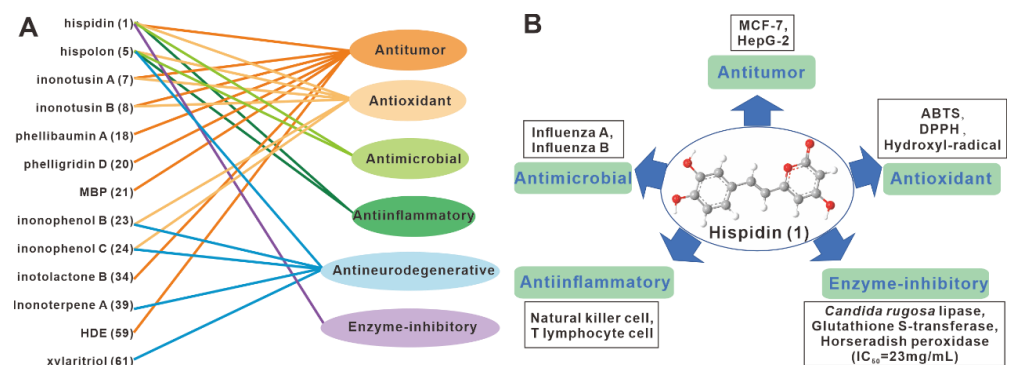 A
hispidin (1)
hispolon (5)
inonotusin A (7)
inonotusin B (8)
phellibaumin A (18)
phelligridin D (20)
MBP (21)
inonophenol B (23)
inonophenol C (24)
inotolactone B (34)
Inonoterpene A (39)
HDE (59)
xylaritriol (61)
Antitumor
Antioxidant
Antimicrobial
Antiinflammatory
Antineurodegenerative
Enzyme-inhibitory
B
MCF-7,
HepG-2
Antitumor
Influenza A,
Influenza B
Antimicrobial
ABTS,
DPPH ,
Hydroxyl-radical
Antioxidant
Hispidin (1)
Antiinflammatory
Natural killer cell,
T lymphocyte cell
Enzyme-inhibitory
Candida rugosa lipase,
Glutathione S-transferase,
Horseradish peroxidase
(IC₅₀=23mg/mL)